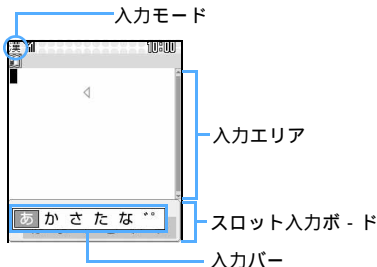 入力モード
漢 10:00
入力エリア
あ か さ た な ゛゜
スロット入力ボ - ド
入力バー